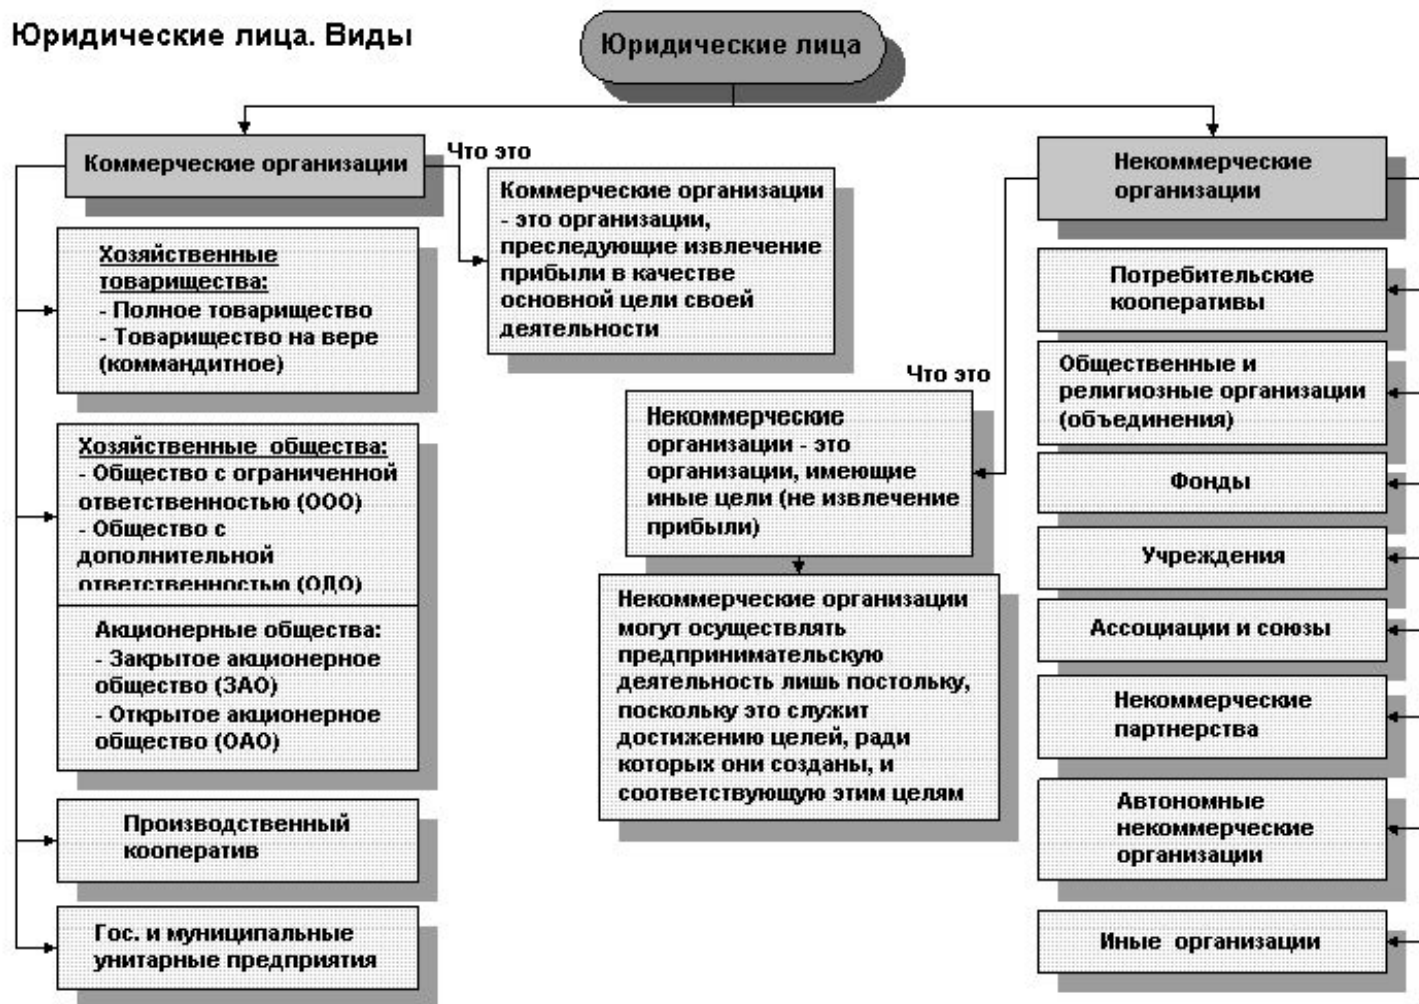 Юридические лица. Виды
Юридические лица
Коммерческие организации
Что это
Коммерческие организации
- это организации,
преследующие извлечение
прибыли в качестве
основной цели своей
деятельности
Хозяйственные
товарищества:
- Полное товарищество
- Товарищество на вере
(коммандитное)
Хозяйственные общества:
- Общество с ограниченной
ответственностью (ООО)
- Общество с
дополнительной
ответственностью (ОДО)
Акционерные общества:
- Закрытое акционерное
общество (ЗАО)
- Открытое акционерное
общество (ОАО)
Производственный
кооператив
Гос. и муниципальные
унитарные предприятия
Некоммерческие
организации
Что это
Некоммерческие
организации - это
организации, имеющие
иные цели (не извлечение
прибыли)
Некоммерческие организации
могут осуществлять
предпринимательскую
деятельность лишь постольку,
поскольку это служит
достижению целей, ради
которых они созданы, и
соответствующую этим целям
Потребительские
кооперативы
Общественные и
религиозные организации
(объединения)
Фонды
Учреждения
Ассоциации и союзы
Некоммерческие
партнерства
Автономные
некоммерческие
организации
Иные организации